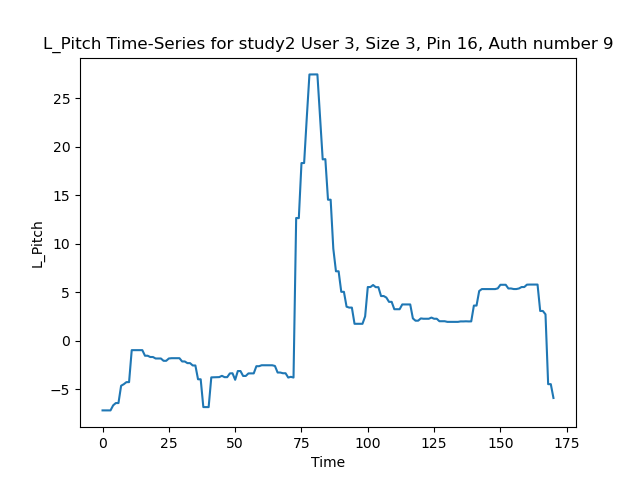 L_Pitch Time-Series for study2 User 3, Size 3, Pin 16, Auth number 9
25
20
15
10
5
0
−5
L_Pitch
0 25 50 75 100 125 150 175
Time